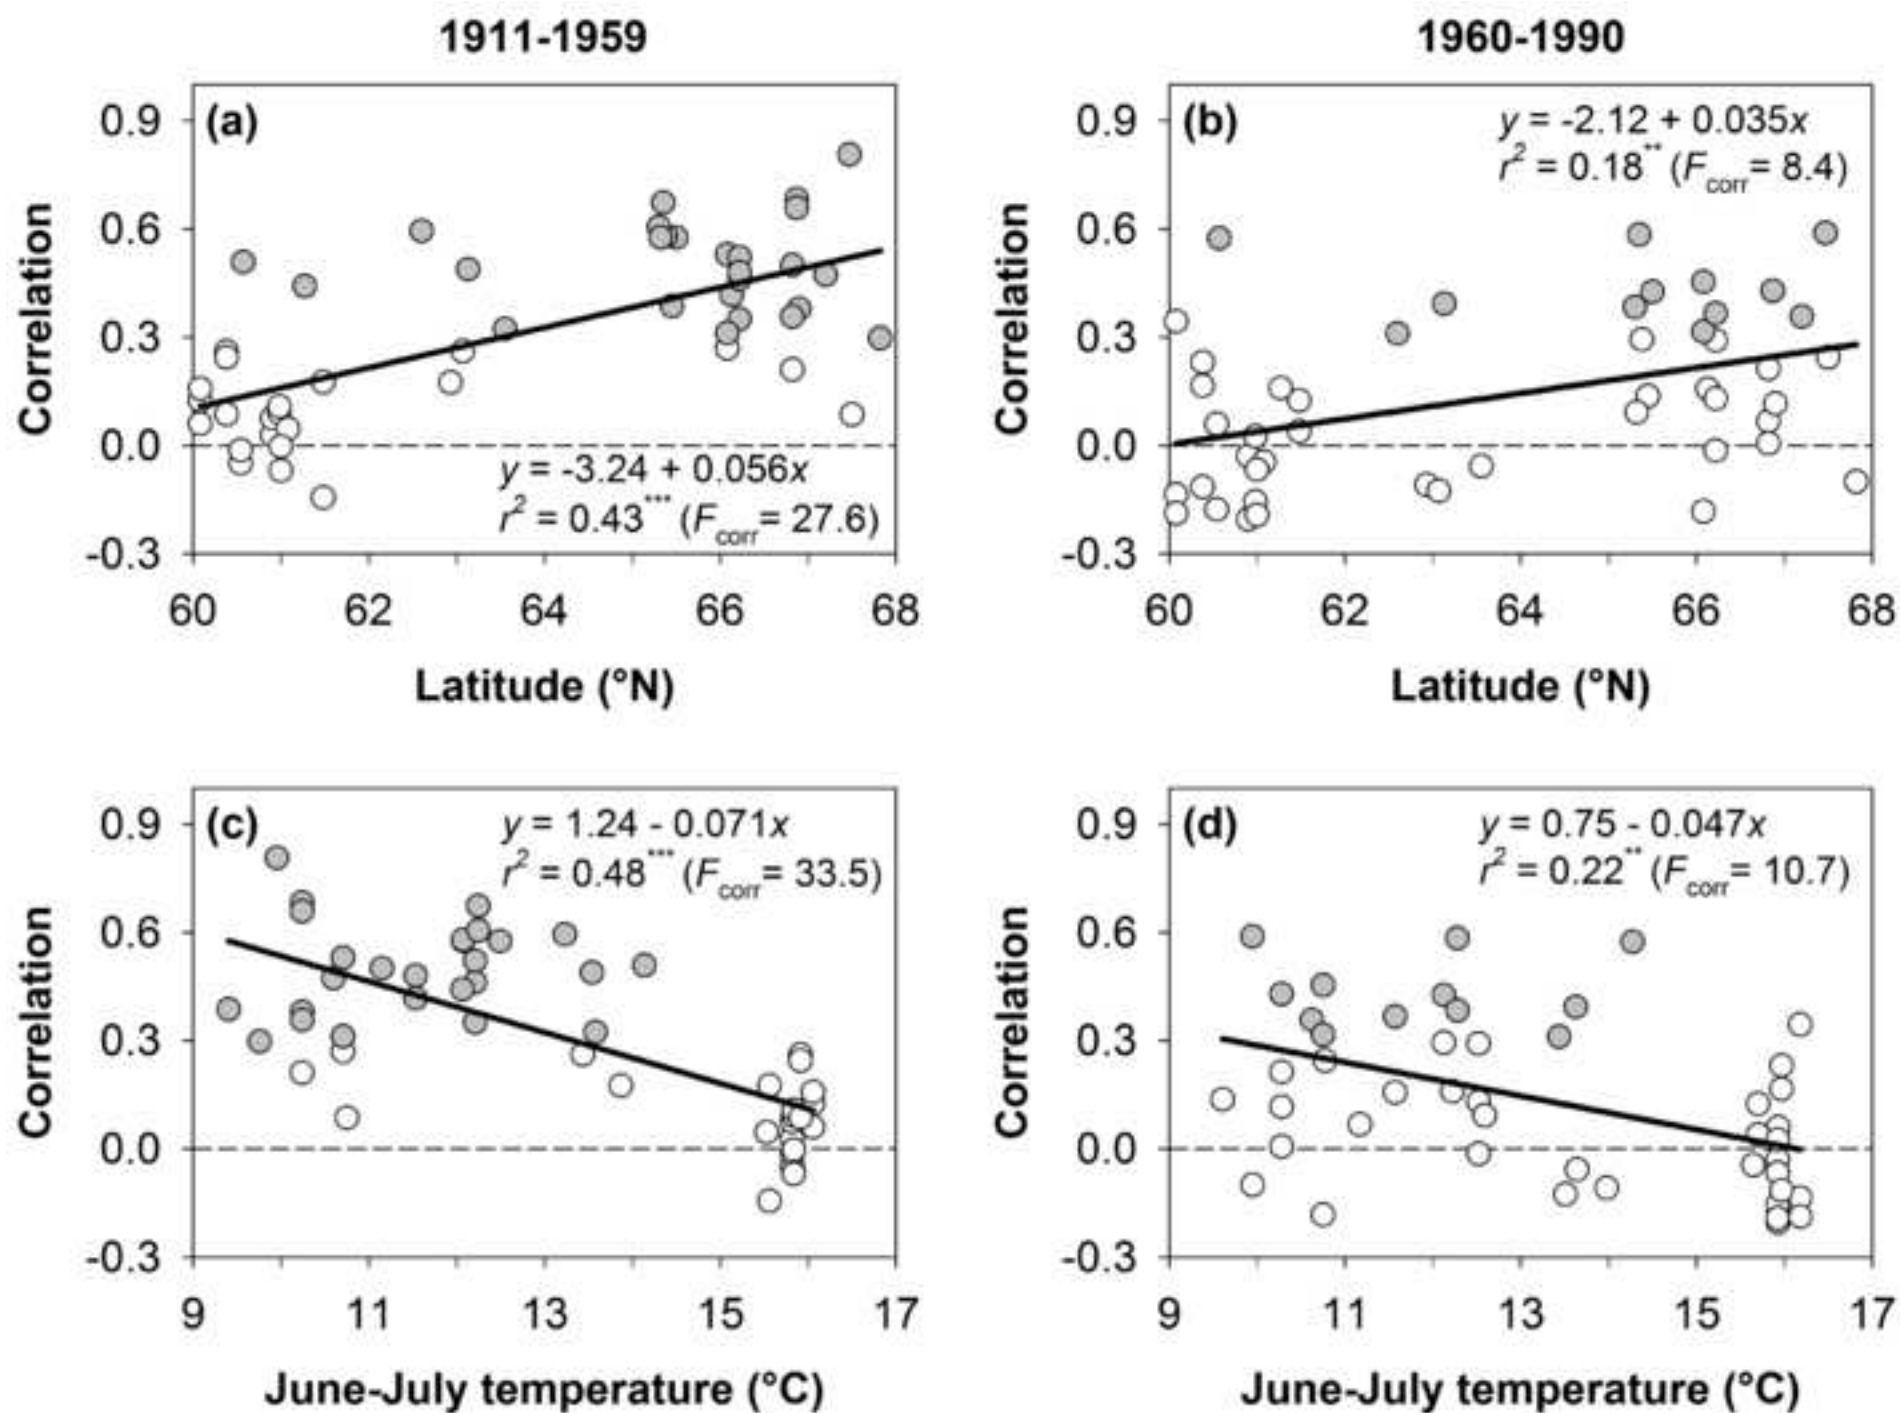 1911-1959
1960-1990
(a)
0.9
0.6
0.3
0.0
-0.3
Correlation
y = -3.24 + 0.056x
r² = 0.43*** (Fcorr= 27.6)
60 62 64 66 68
Latitude (°N)
(b)
y = -2.12 + 0.035x
r² = 0.18** (Fcorr= 8.4)
0.9
0.6
0.3
0.0
-0.3
Correlation
60 62 64 66 68
Latitude (°N)
(c)
y = 1.24 - 0.071x
r² = 0.48*** (Fcorr= 33.5)
0.9
0.6
0.3
0.0
-0.3
Correlation
9 11 13 15 17
June-July temperature (°C)
(d)
y = 0.75 - 0.047x
r² = 0.22** (Fcorr= 10.7)
0.9
0.6
0.3
0.0
-0.3
Correlation
9 11 13 15 17
June-July temperature (°C)